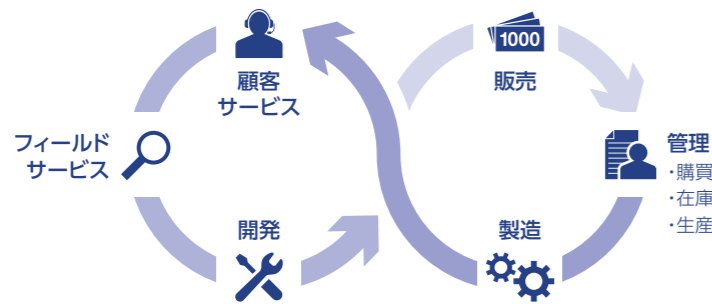 顧客
サービス
フィールド
サービス
開発
1000
販売
管理
・購買
・在庫
・生産
製造